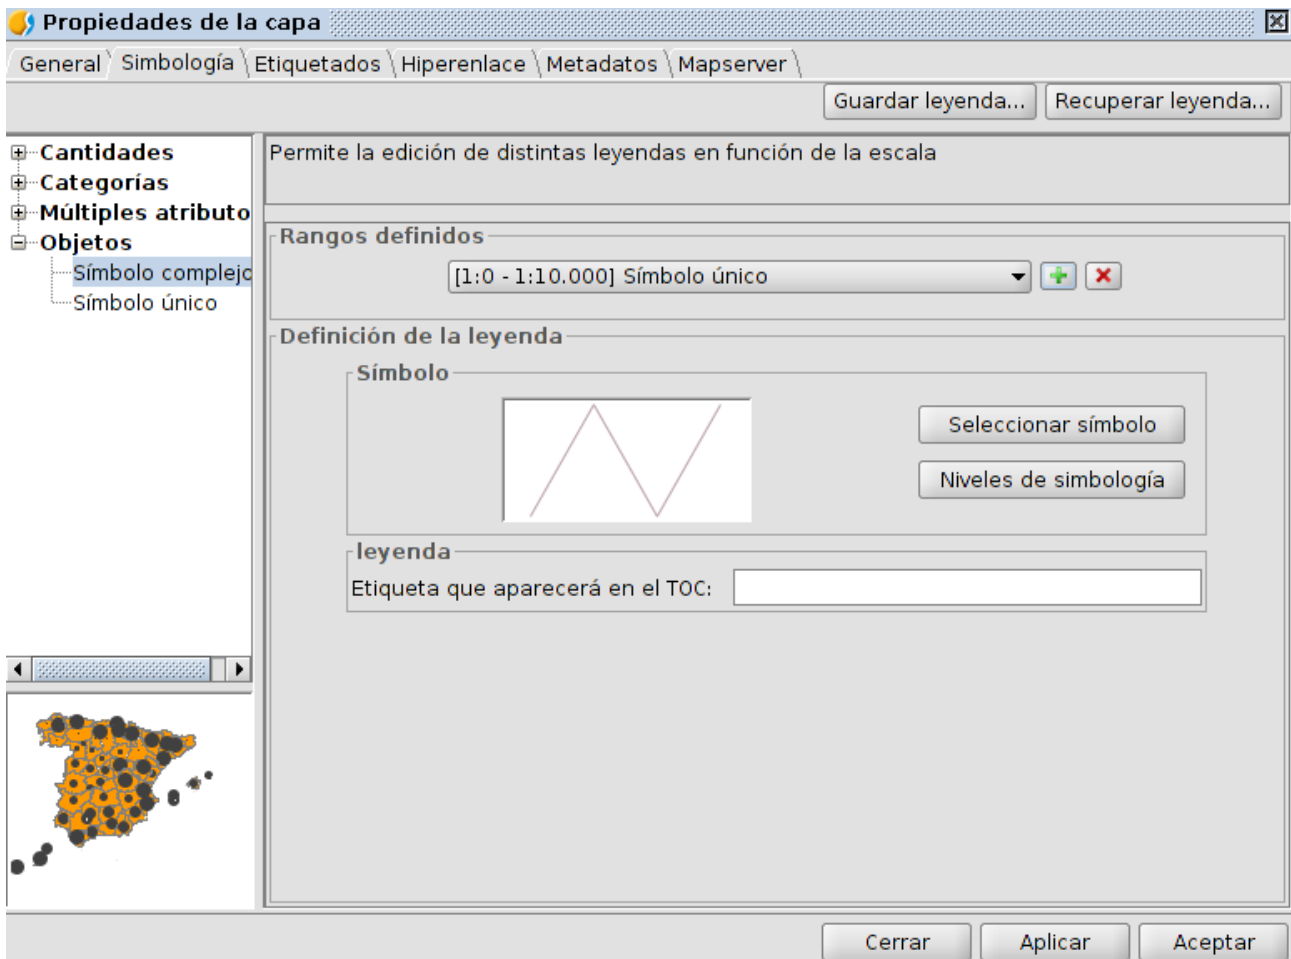 Propiedades de la capa
General Simbología Etiquetados Hiperenlace Metadatos Mapserver
Guardar leyenda... Recuperar leyenda...
Cantidades
Categorías
Múltiples atributo
Objetos
Símbolo complejo
Símbolo único
Permite la edición de distintas leyendas en función de la escala
Rangos definidos
[1:0 - 1:10.000] Símbolo único
Definición de la leyenda
Símbolo
Seleccionar símbolo
Niveles de simbología
leyenda
Etiqueta que aparecerá en el TOC:
Cerrar Aplicar Aceptar